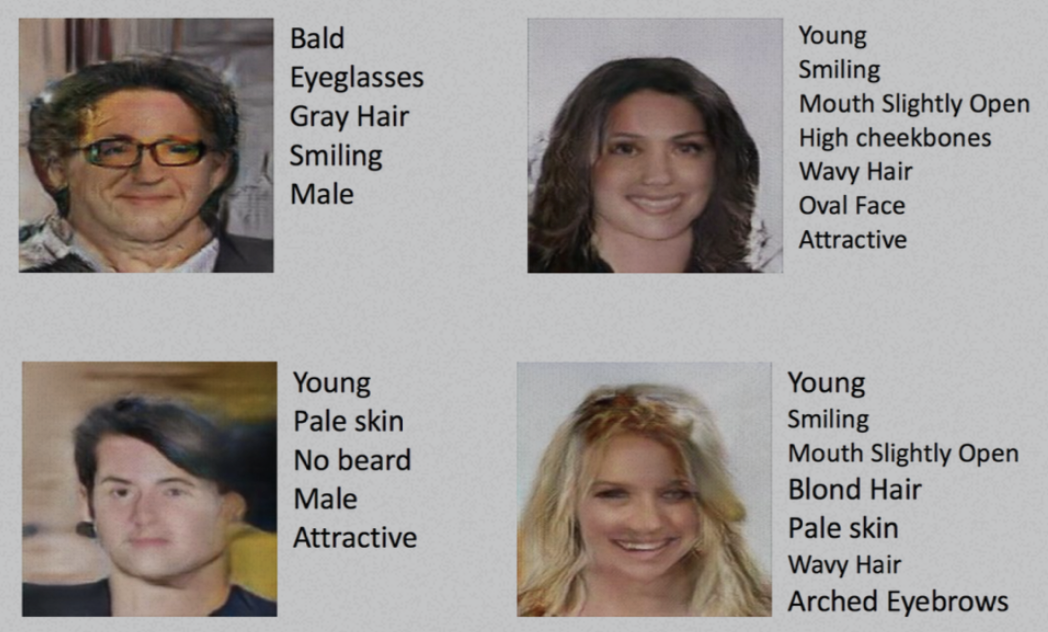 Bald
Eyeglasses
Gray Hair
Smiling
Male
Young
Smiling
Mouth Slightly Open
High cheekbones
Wavy Hair
Oval Face
Attractive
Young
Pale skin
No beard
Male
Attractive
Young
Smiling
Mouth Slightly Open
Blond Hair
Pale skin
Wavy Hair
Arched Eyebrows